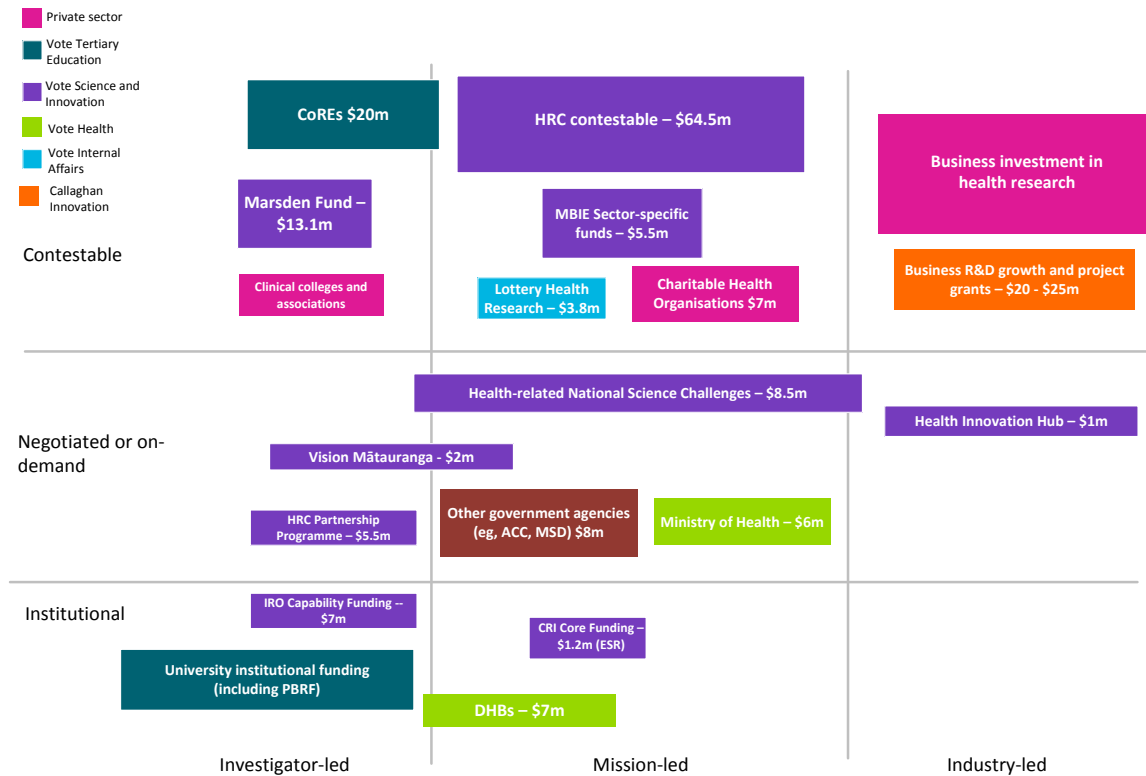 Private sector
Vote Tertiary
Education
Vote Science and
Innovation
Vote Health
Vote Internal
Affairs
Callaghan
Innovation
CoREs $20m
HRC contestable – $64.5m
Business investment in
health research
Marsden Fund –
$13.1m
MBIE Sector-specific
funds – $5.5m
Contestable
Clinical colleges and
associations
Lottery Health
Research – $3.8m
Charitable Health
Organisations $7m
Business R&D growth and project
grants – $20 - $25m
Health-related National Science Challenges – $8.5m
Health Innovation Hub – $1m
Negotiated or on-
demand
Vision Mātauranga - $2m
HRC Partnership
Programme – $5.5m
Other government agencies
(eg, ACC, MSD) $8m
Ministry of Health – $6m
Institutional
IRO Capability Funding --
$7m
CRI Core Funding –
$1.2m (ESR)
University institutional funding
(including PBRF)
DHBs – $7m
Investigator-led
Mission-led
Industry-led